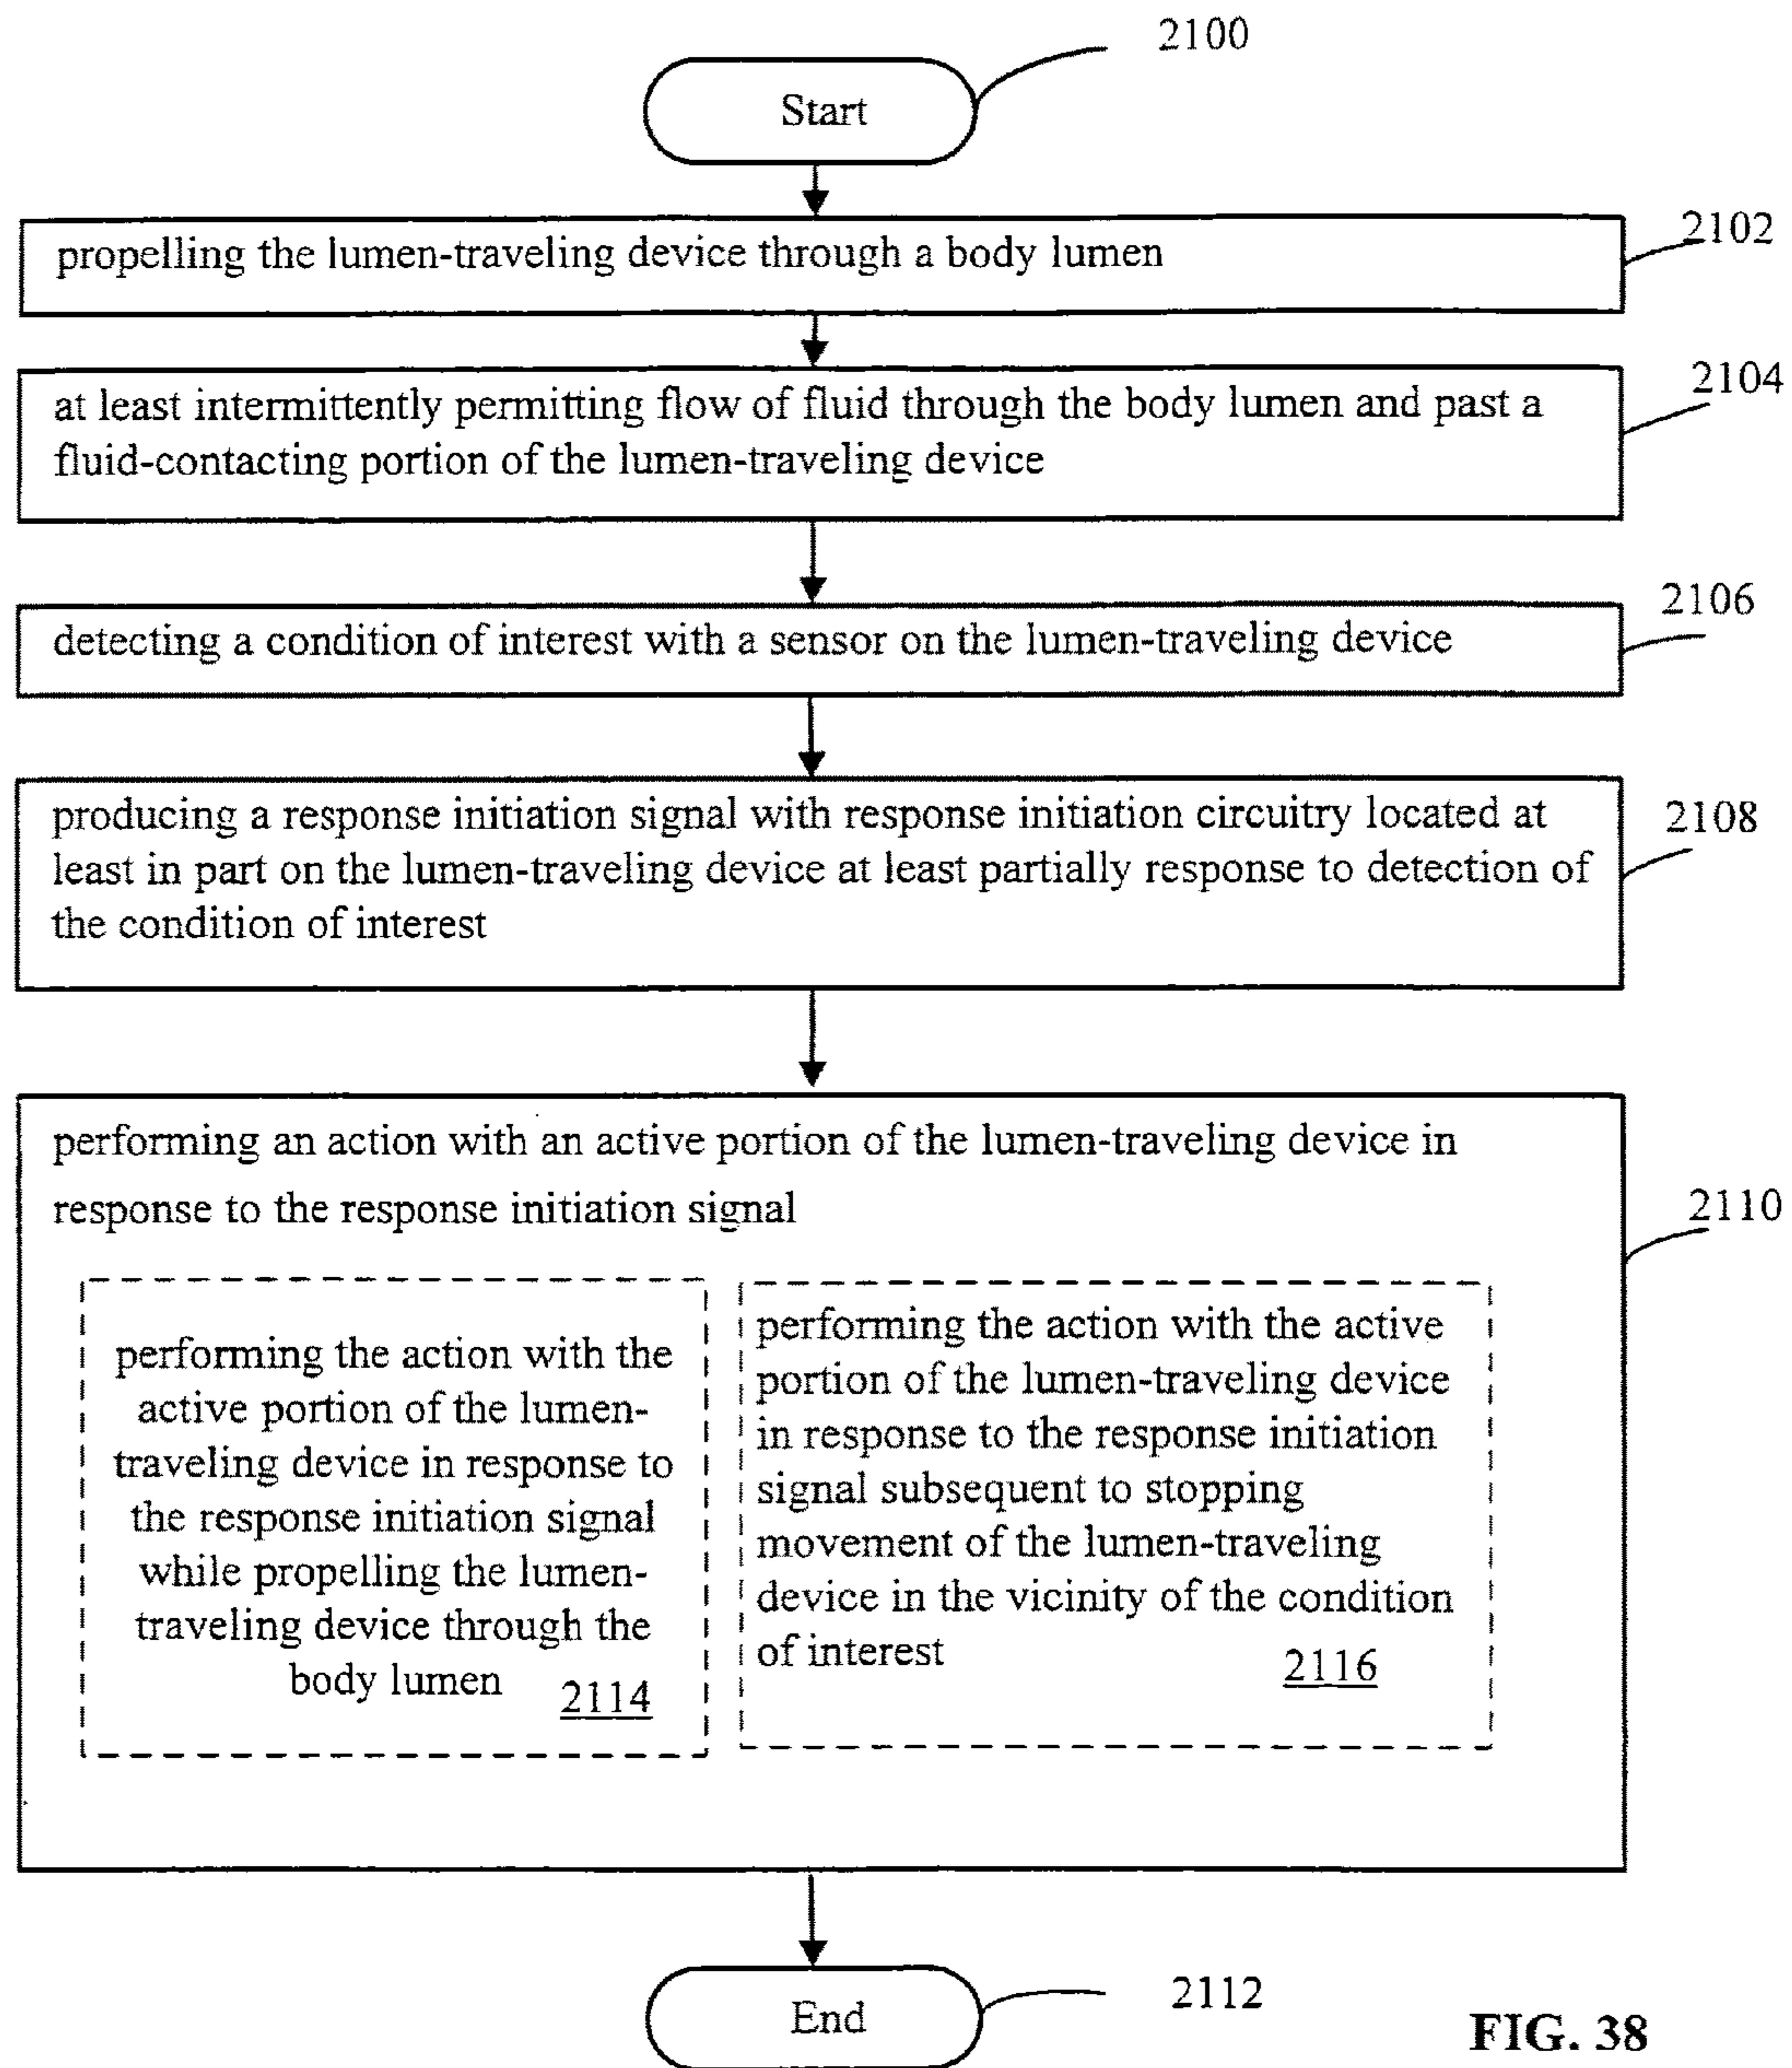 2100
Start
2102
propelling the lumen-traveling device through a body lumen
2104
at least intermittently permitting flow of fluid through the body lumen and past a
fluid-contacting portion of the lumen-traveling device
2106
detecting a condition of interest with a sensor on the lumen-traveling device
2108
producing a response initiation signal with response initiation circuitry located at
least in part on the lumen-traveling device at least partially response to detection of
the condition of interest
performing an action with an active portion of the lumen-traveling device in
response to the response initiation signal
2110
performing the action with the
active portion of the lumen-
traveling device in response to
the response initiation signal
while propelling the lumen-
traveling device through the
body lumen 2114
performing the action with the active
portion of the lumen-traveling device
in response to the response initiation
signal subsequent to stopping
movement of the lumen-traveling
device in the vicinity of the condition
of interest 2116
End
2112
FIG. 38